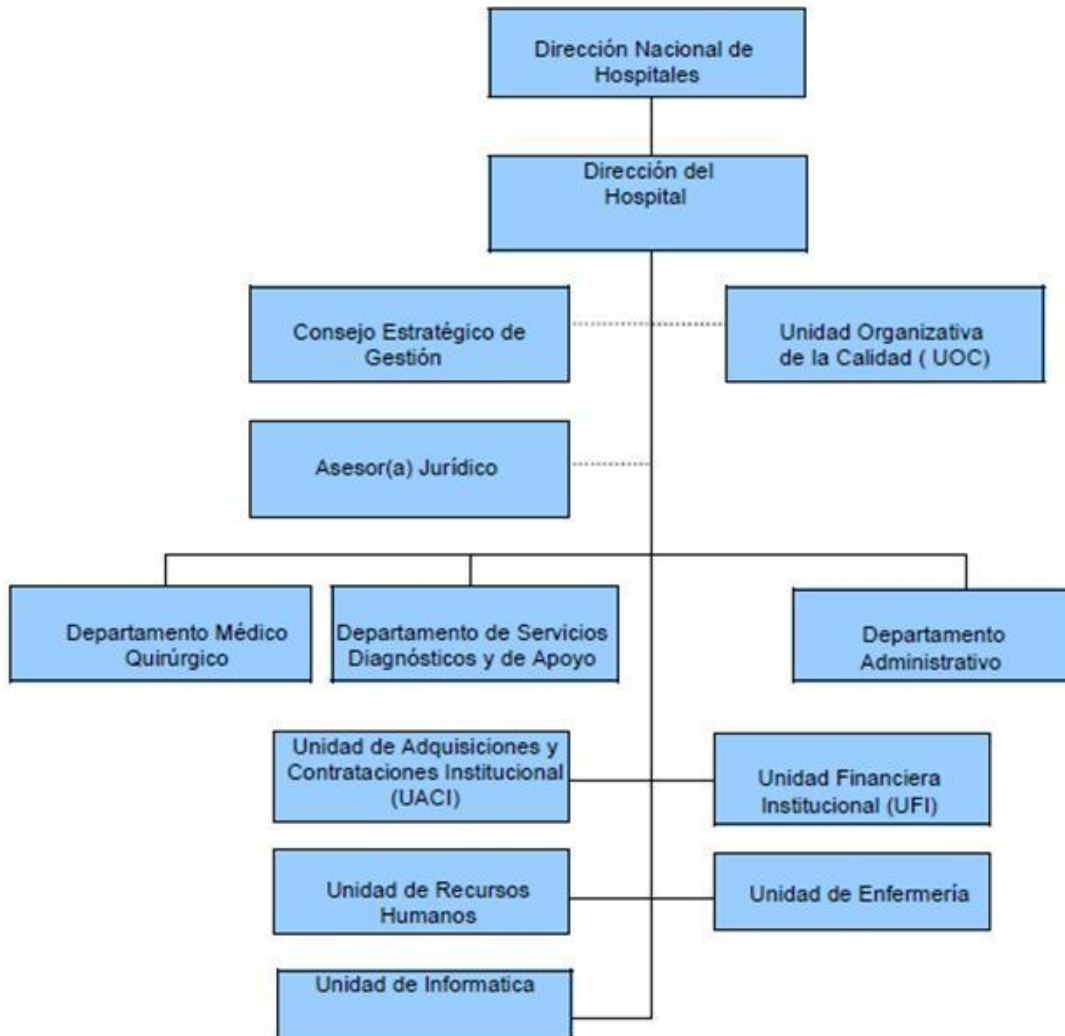 Dirección Nacional de
Hospitales
Dirección del
Hospital
Consejo Estratégico de
Gestión
Unidad Organizativa
de la Calidad ( UOC)
Asesor(a) Jurídico
Departamento Médico
Quirúrgico
Departamento de Servicios
Diagnósticos y de Apoyo
Departamento
Administrativo
Unidad de Adquisiciones y
Contrataciones Institucional
(UACI)
Unidad Financiera
Institucional (UFI)
Unidad de Recursos
Humanos
Unidad de Enfermería
Unidad de Informatica